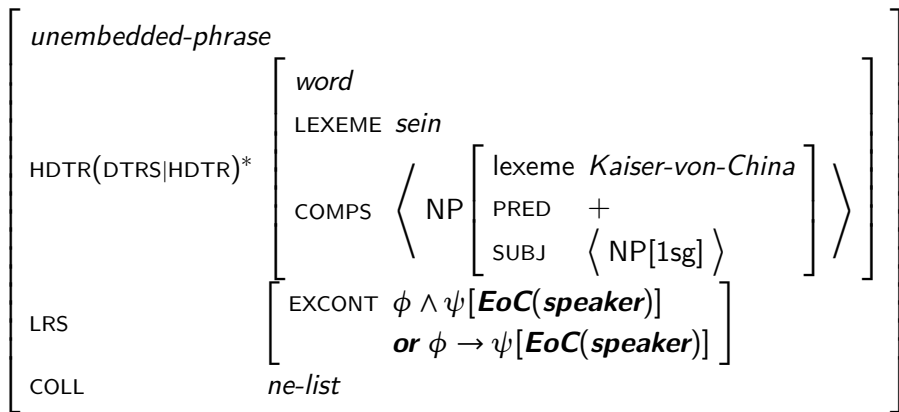 unembedded-phrase
word
LEXEME sein
HDTR(DTRS|HDTR)* COMPS ⟨ NP [ lexeme Kaiser-von-China
PRED +
SUBJ ⟨ NP[1sg] ⟩ ] ⟩
LRS [ EXCONT ϕ ∧ ψ[EoC(speaker)]
or ϕ → ψ[EoC(speaker)] ]
COLL ne-list